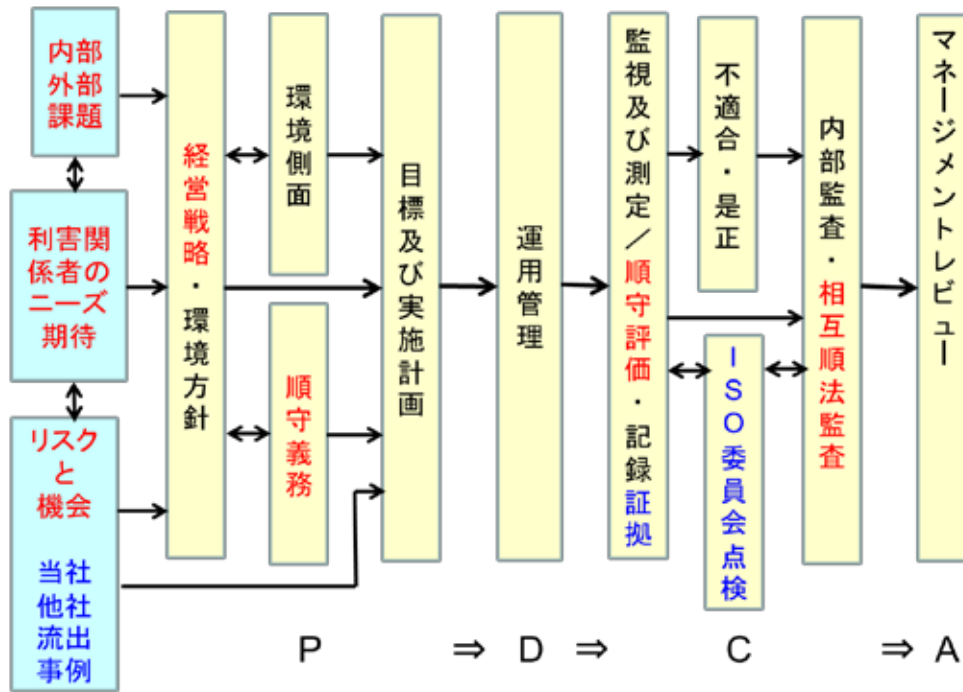 内部
外部
課題
利害関
係者の
ニーズ
期待
リスク
と
機会
当社
他社
流出
事例
経営戦略・環境方針
環境側面
順守義務
目標及び実施計画
運用管理
監視及び測定／順守評価・記録証拠
不適合・是正
ISO委員会点検
内部監査・相互順法監査
マネージメントレビュー
P ⇒ D ⇒ C ⇒ A